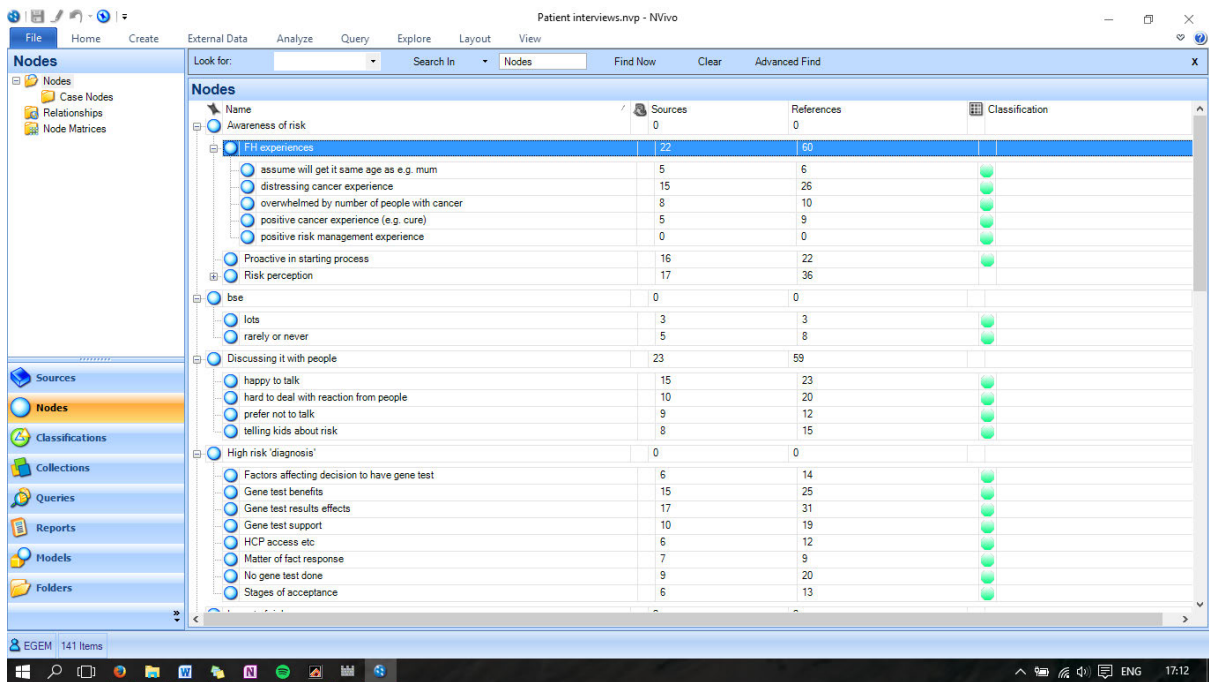 Patient interviews.nvp - NVivo
File Home Create External Data Analyze Query Explore Layout View
Nodes
Look for: Search In Nodes Find Now Clear Advanced Find x
Nodes
Case Nodes
Relationships
Node Matrices
Nodes
Name Sources References Classification
Awareness of risk 0 0
FH experiences 22 60
assume will get it same age as e.g. mum 5 6
distressing cancer experience 15 26
overwhelmed by number of people with cancer 8 10
positive cancer experience (e.g. cure) 5 9
positive risk management experience 0 0
Proactive in starting process 16 22
Risk perception 17 36
bse 0 0
lots 3 3
rarely or never 5 8
Discussing it with people 23 59
happy to talk 15 23
hard to deal with reaction from people 10 20
prefer not to talk 9 12
telling kids about risk 8 15
High risk 'diagnosis' 0 0
Factors affecting decision to have gene test 6 14
Gene test benefits 15 25
Gene test results effects 17 31
Gene test support 10 19
HCP access etc 6 12
Matter of fact response 7 9
No gene test done 9 20
Stages of acceptance 6 13
Sources
Nodes
Classifications
Collections
Queries
Reports
Models
Folders
EGEM 141 Items
ENG 17:12